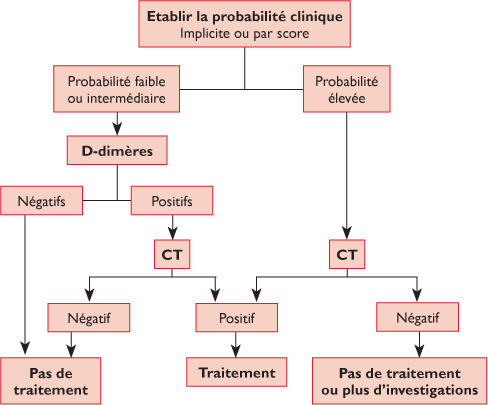 Etablir la probabilité clinique
Implicite ou par score
Probabilité faible
ou intermédiaire
Probabilité
élevée
D-dimères
Négatifs
Positifs
CT
CT
Négatif
Positif
Négatif
Pas de
traitement
Traitement
Pas de traitement
ou plus d’investigations